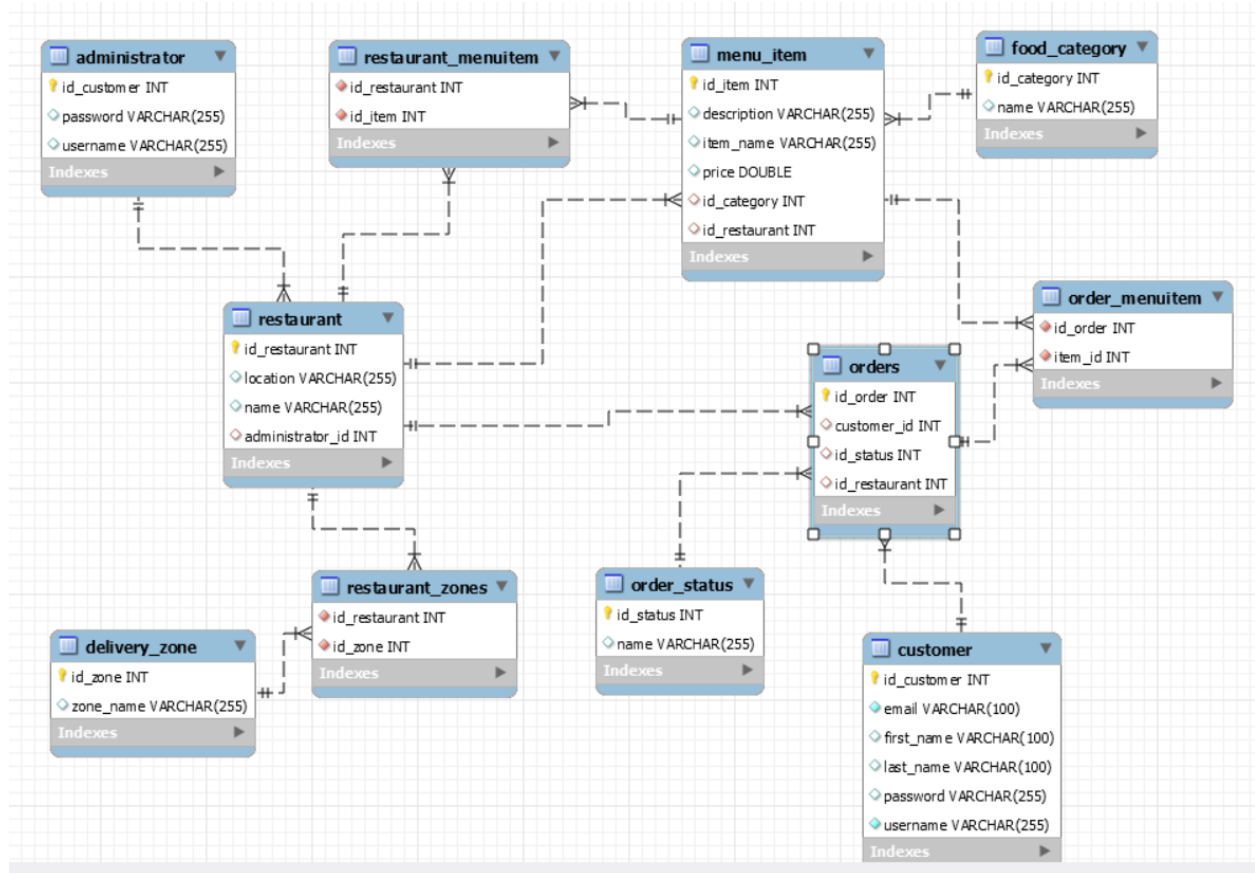 administrator
id_customer INT
password VARCHAR(255)
username VARCHAR(255)
Indexes
restaurant_menuitem
id_restaurant INT
id_item INT
Indexes
menu_item
id_item INT
description VARCHAR(255)
item_name VARCHAR(255)
price DOUBLE
id_category INT
id_restaurant INT
Indexes
food_category
id_category INT
name VARCHAR(255)
Indexes
restaurant
id_restaurant INT
location VARCHAR(255)
name VARCHAR(255)
administrator_id INT
Indexes
orders
id_order INT
customer_id INT
id_status INT
id_restaurant INT
Indexes
order_menuitem
id_order INT
item_id INT
Indexes
delivery_zone
id_zone INT
zone_name VARCHAR(255)
Indexes
restaurant_zones
id_restaurant INT
id_zone INT
Indexes
order_status
id_status INT
name VARCHAR(255)
Indexes
customer
id_customer INT
email VARCHAR(100)
first_name VARCHAR(100)
last_name VARCHAR(100)
password VARCHAR(255)
username VARCHAR(255)
Indexes